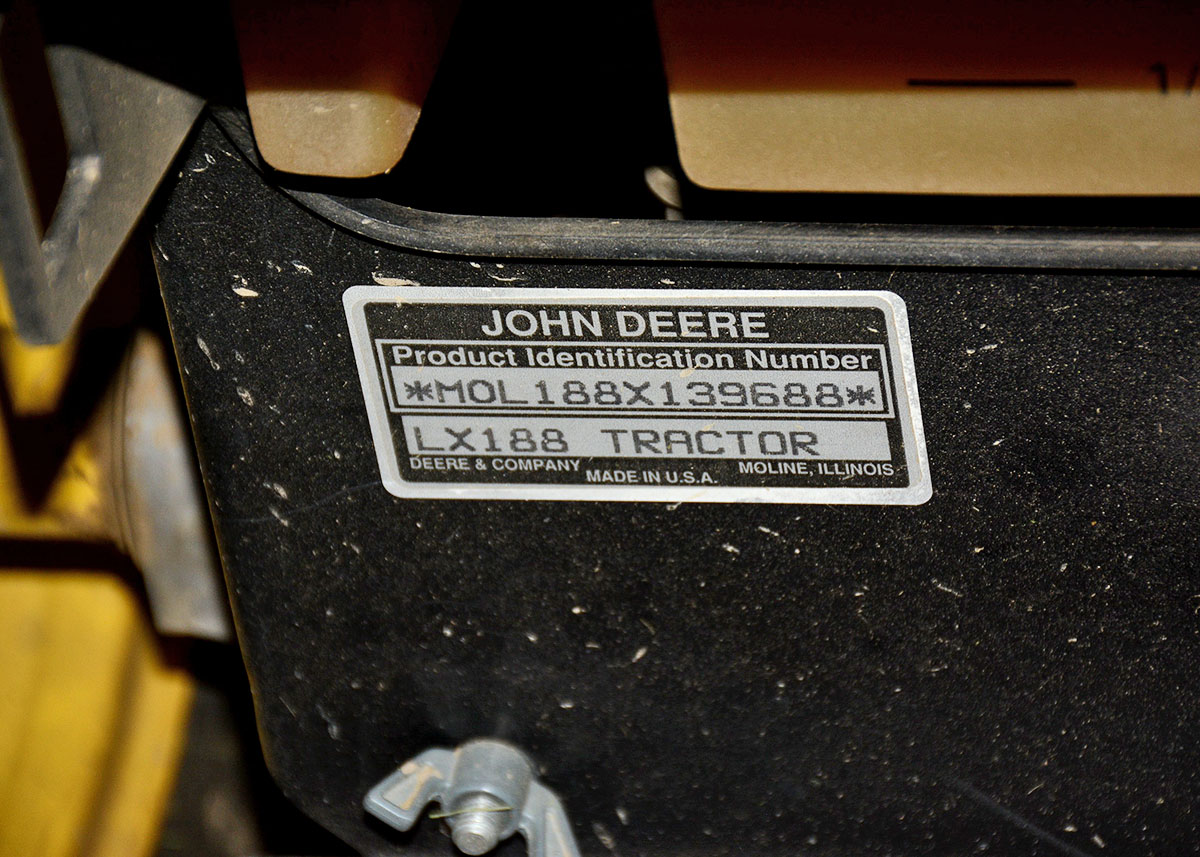 JOHN DEERE
Product Identification Number
*MOL188X139688*
LX188 TRACTOR
DEERE & COMPANY MOLINE, ILLINOIS
MADE IN U.S.A.